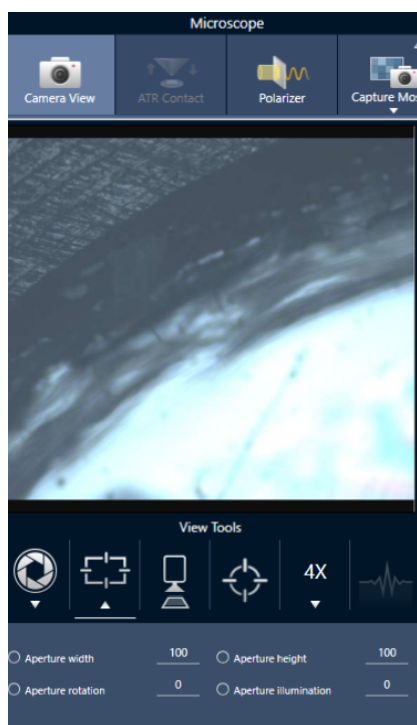 Microscope
Camera View
ATR Contact
Polarizer
Capture Mos
View Tools
4X
Aperture width 100 Aperture height 100
Aperture rotation 0 Aperture illumination 0